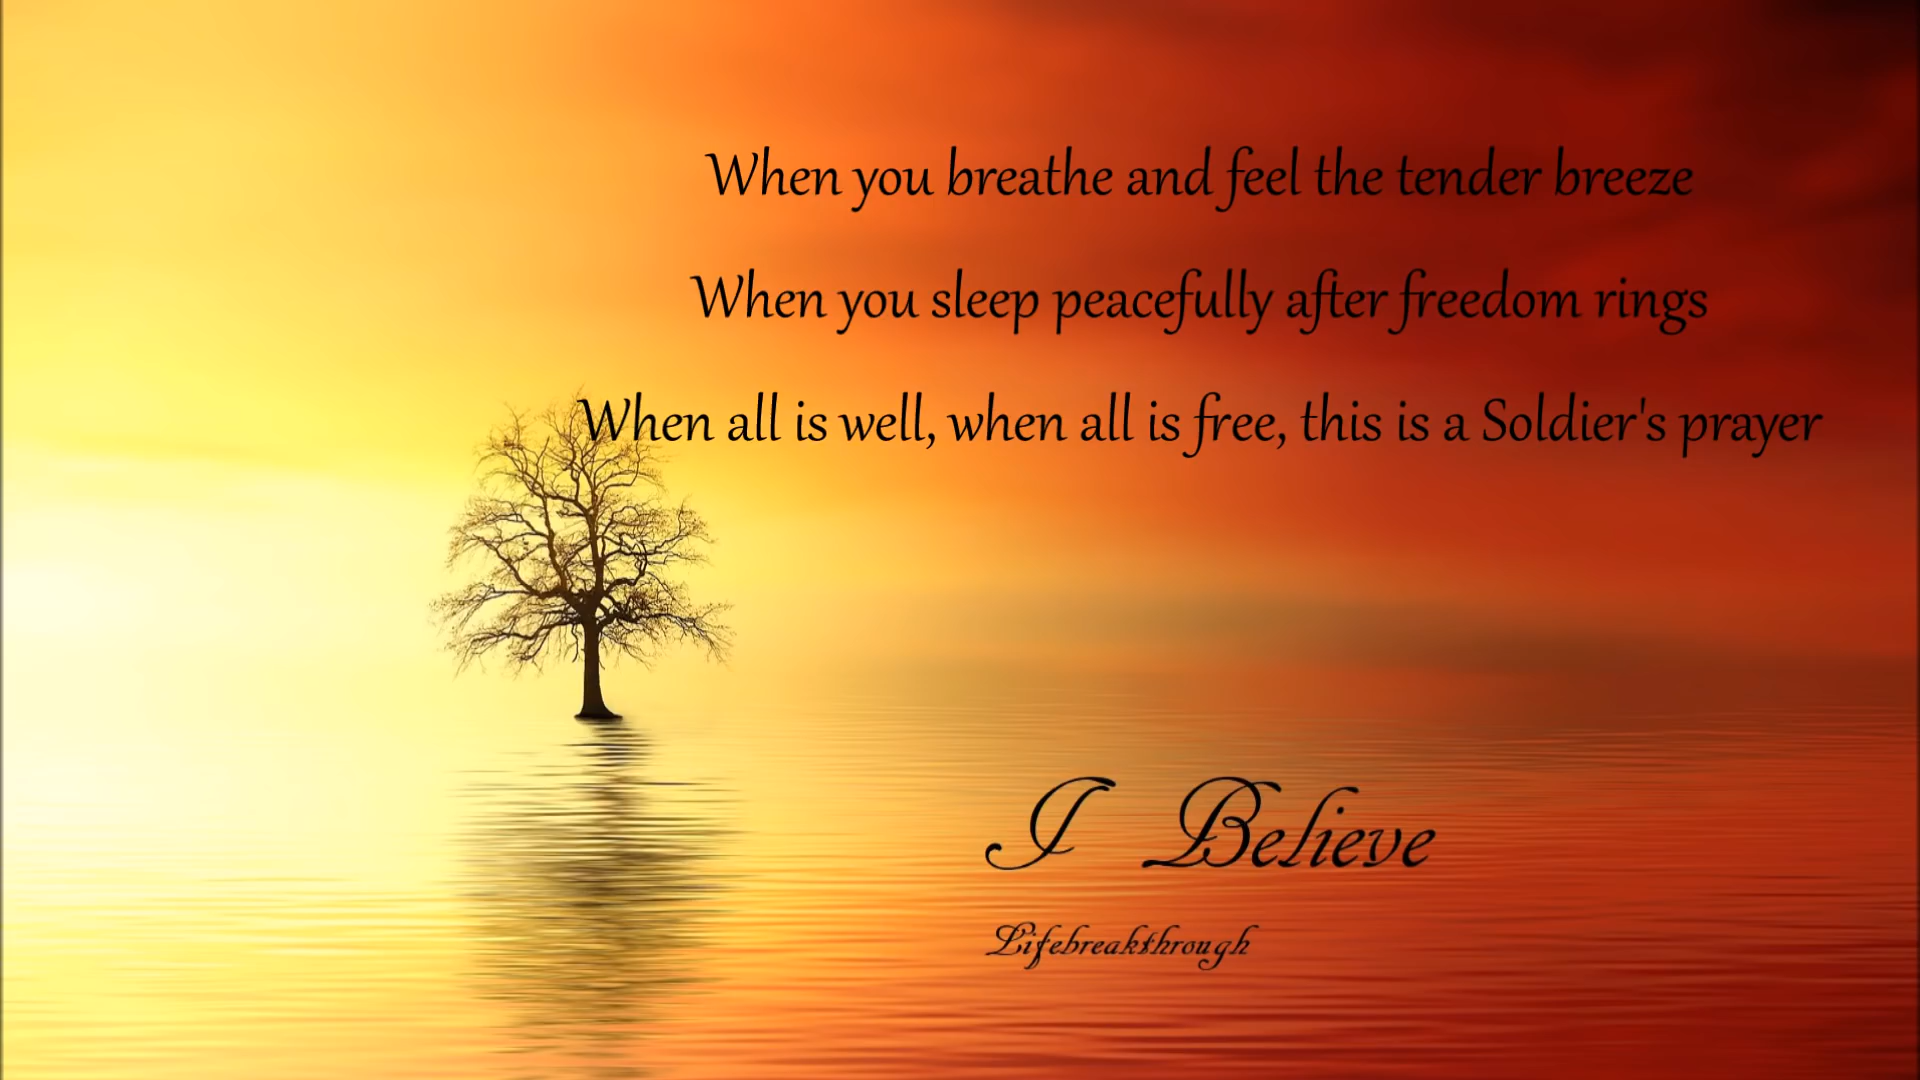 When you breathe and feel the tender breeze
When you sleep peacefully after freedom rings
When all is well, when all is free, this is a Soldier's prayer
I Believe
Lifebreakthrough